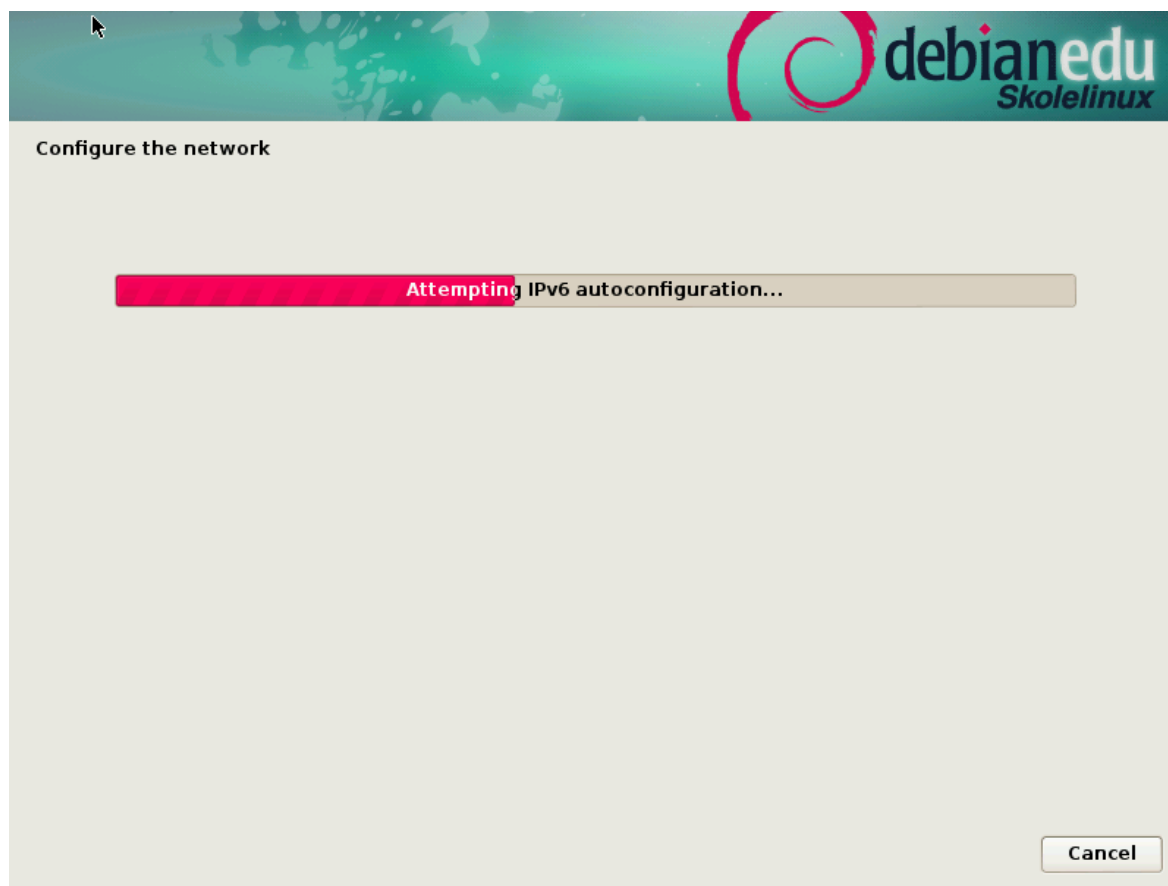 debianedu
Skolelinux
Configure the network
Attempting IPv6 autoconfiguration...
Cancel